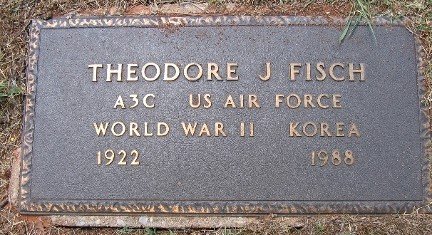 THEODORE J FISCH
A3C US AIR FORCE
WORLD WAR II KOREA
1922 1988